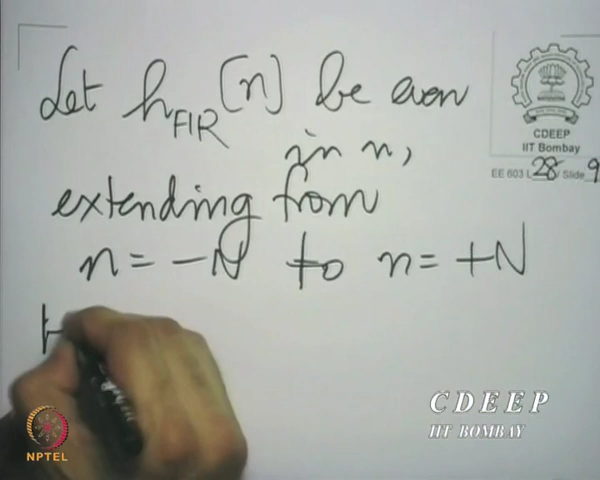 Let hFIR[n] be even
in n,
extending from
n = -N to n = +N
CDEEP
IIT Bombay
EE 603 L 28 / Slide 9
CDEEP
IIT BOMBAY
NPTEL